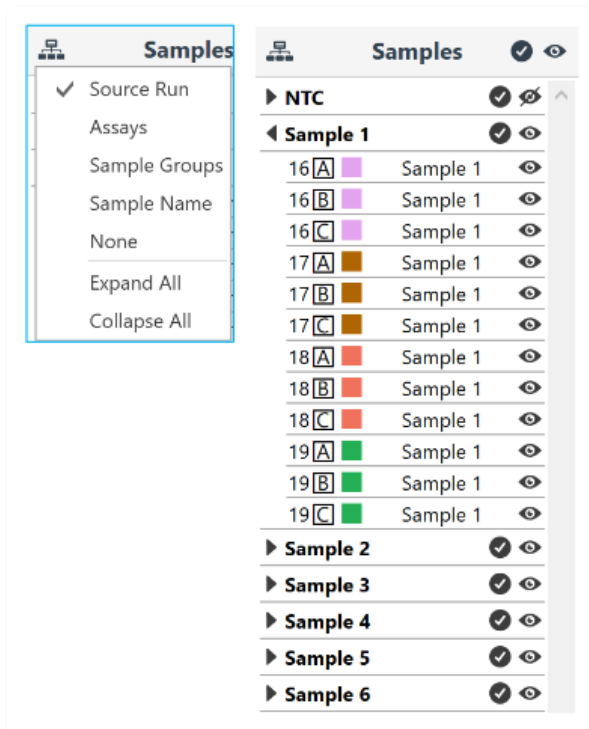 Samples
Source Run
Assays
Sample Groups
Sample Name
None
Expand All
Collapse All
Samples
NTC
Sample 1
16 A Sample 1
16 B Sample 1
16 C Sample 1
17 A Sample 1
17 B Sample 1
17 C Sample 1
18 A Sample 1
18 B Sample 1
18 C Sample 1
19 A Sample 1
19 B Sample 1
19 C Sample 1
Sample 2
Sample 3
Sample 4
Sample 5
Sample 6